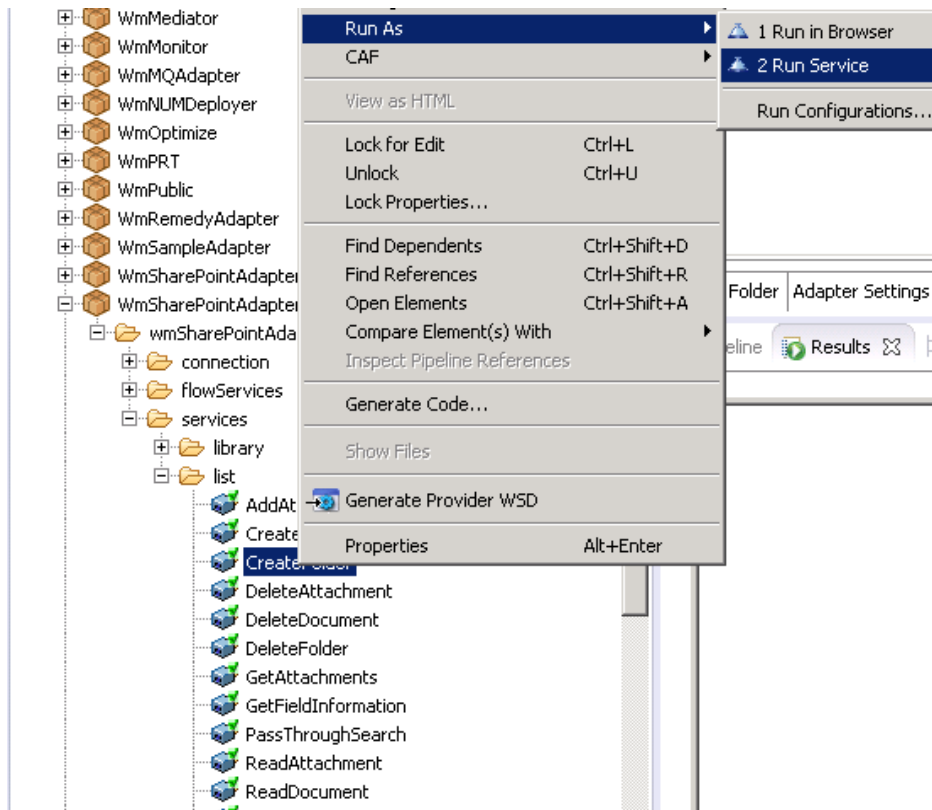 WmMediator
WmMonitor
WmMQAdapter
WmNUMDeployer
WmOptimize
WmPRT
WmPublic
WmRemedyAdapter
WmSampleAdapter
WmSharePointAdapter
WmSharePointAdapter
wmSharePointAda
connection
flowServices
services
library
list
AddAt
Create
CreateFolder
DeleteAttachment
DeleteDocument
DeleteFolder
GetAttachments
GetFieldInformation
PassThroughSearch
ReadAttachment
ReadDocument
Run As
CAF
View as HTML
Lock for Edit Ctrl+L
Unlock Ctrl+U
Lock Properties...
Find Dependents Ctrl+Shift+D
Find References Ctrl+Shift+R
Open Elements Ctrl+Shift+A
Compare Element(s) With
Inspect Pipeline References
Generate Code...
Show Files
Generate Provider WSD
Properties Alt+Enter
1 Run in Browser
2 Run Service
Run Configurations...
Folder Adapter Settings
eline Results